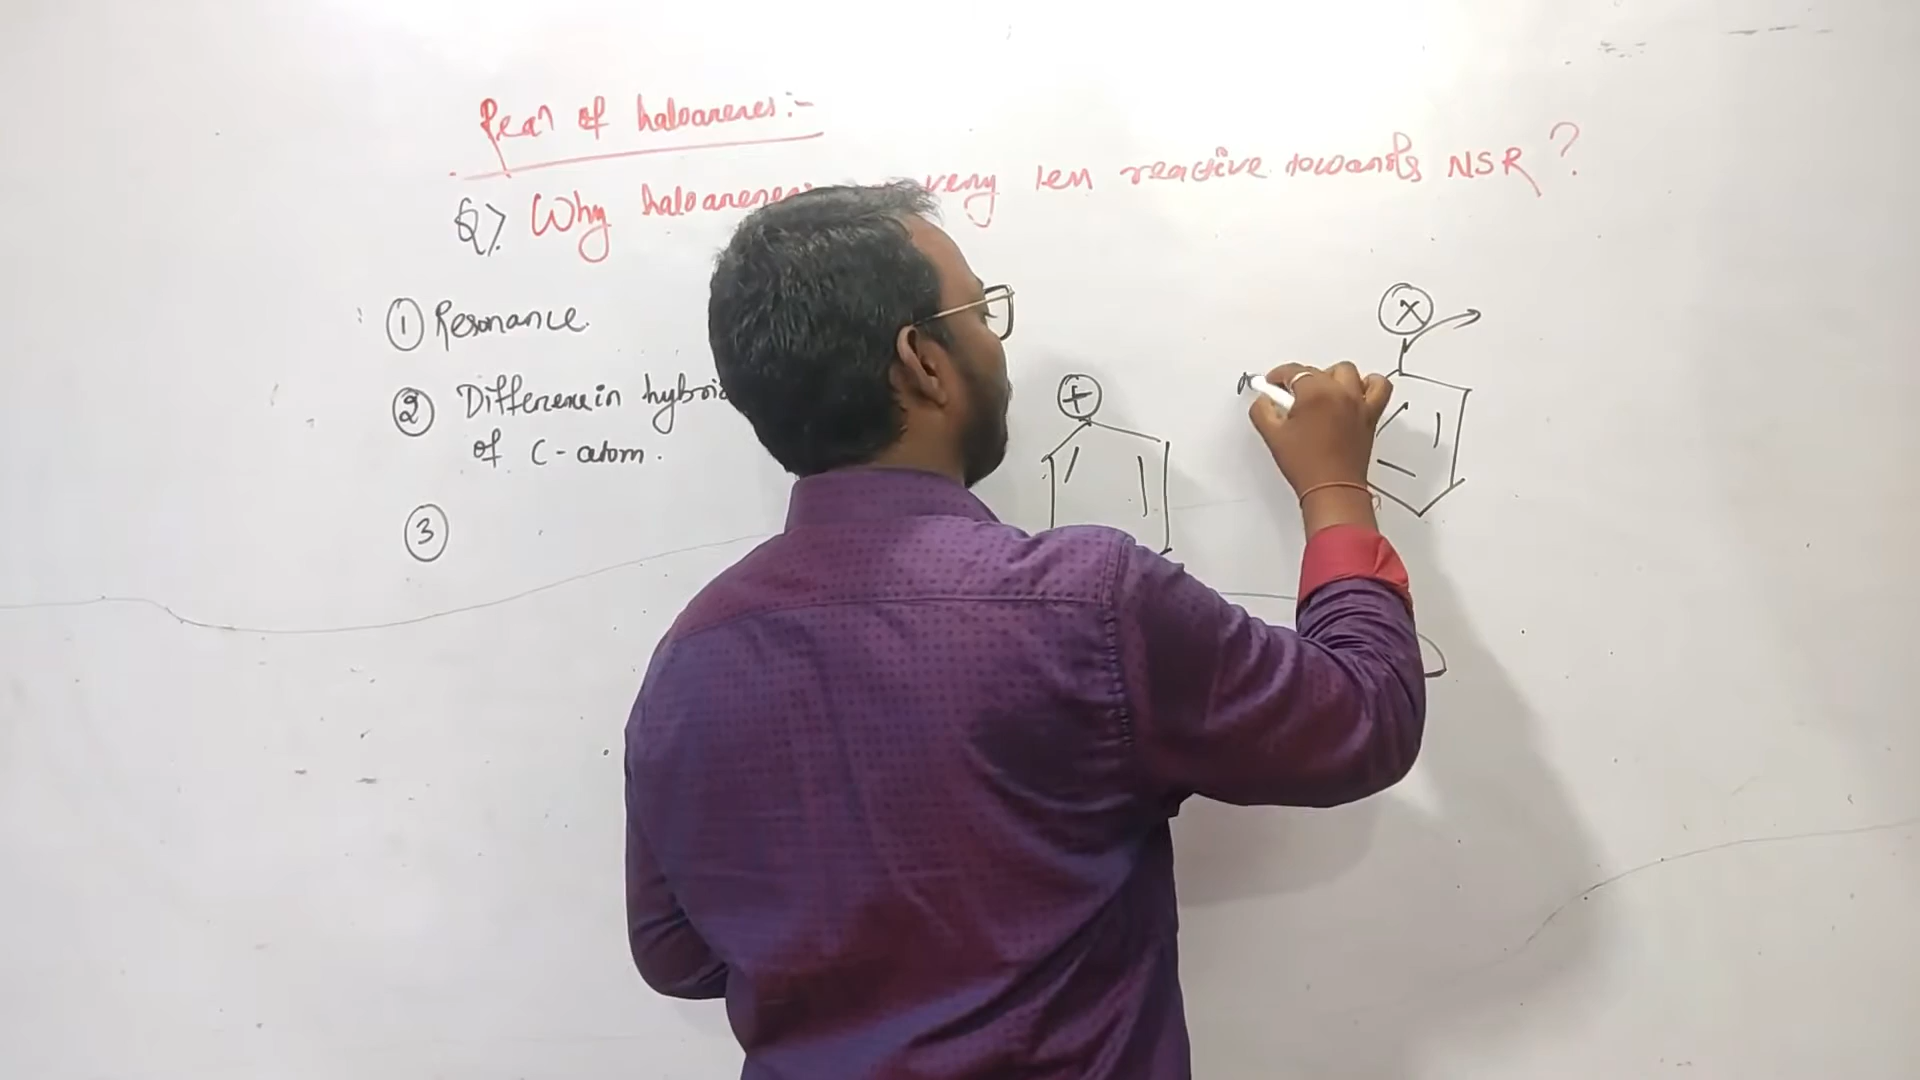 Rean of haloarenes:-
Q> Why haloarenes very less reactive towards NSR ?
① Resonance.
② Difference in hybrid
of C-atom.
③
+
X